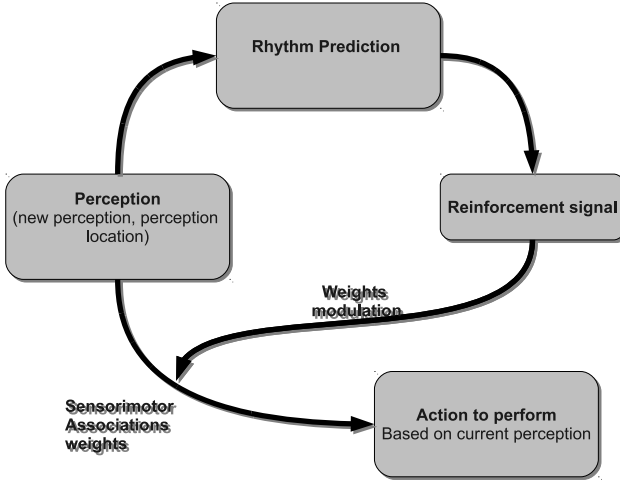 Rhythm Prediction
Perception
(new perception, perception
location)
Reinforcement signal
Weights
modulation
Sensorimotor
Associations
weights
Action to perform
Based on current perception